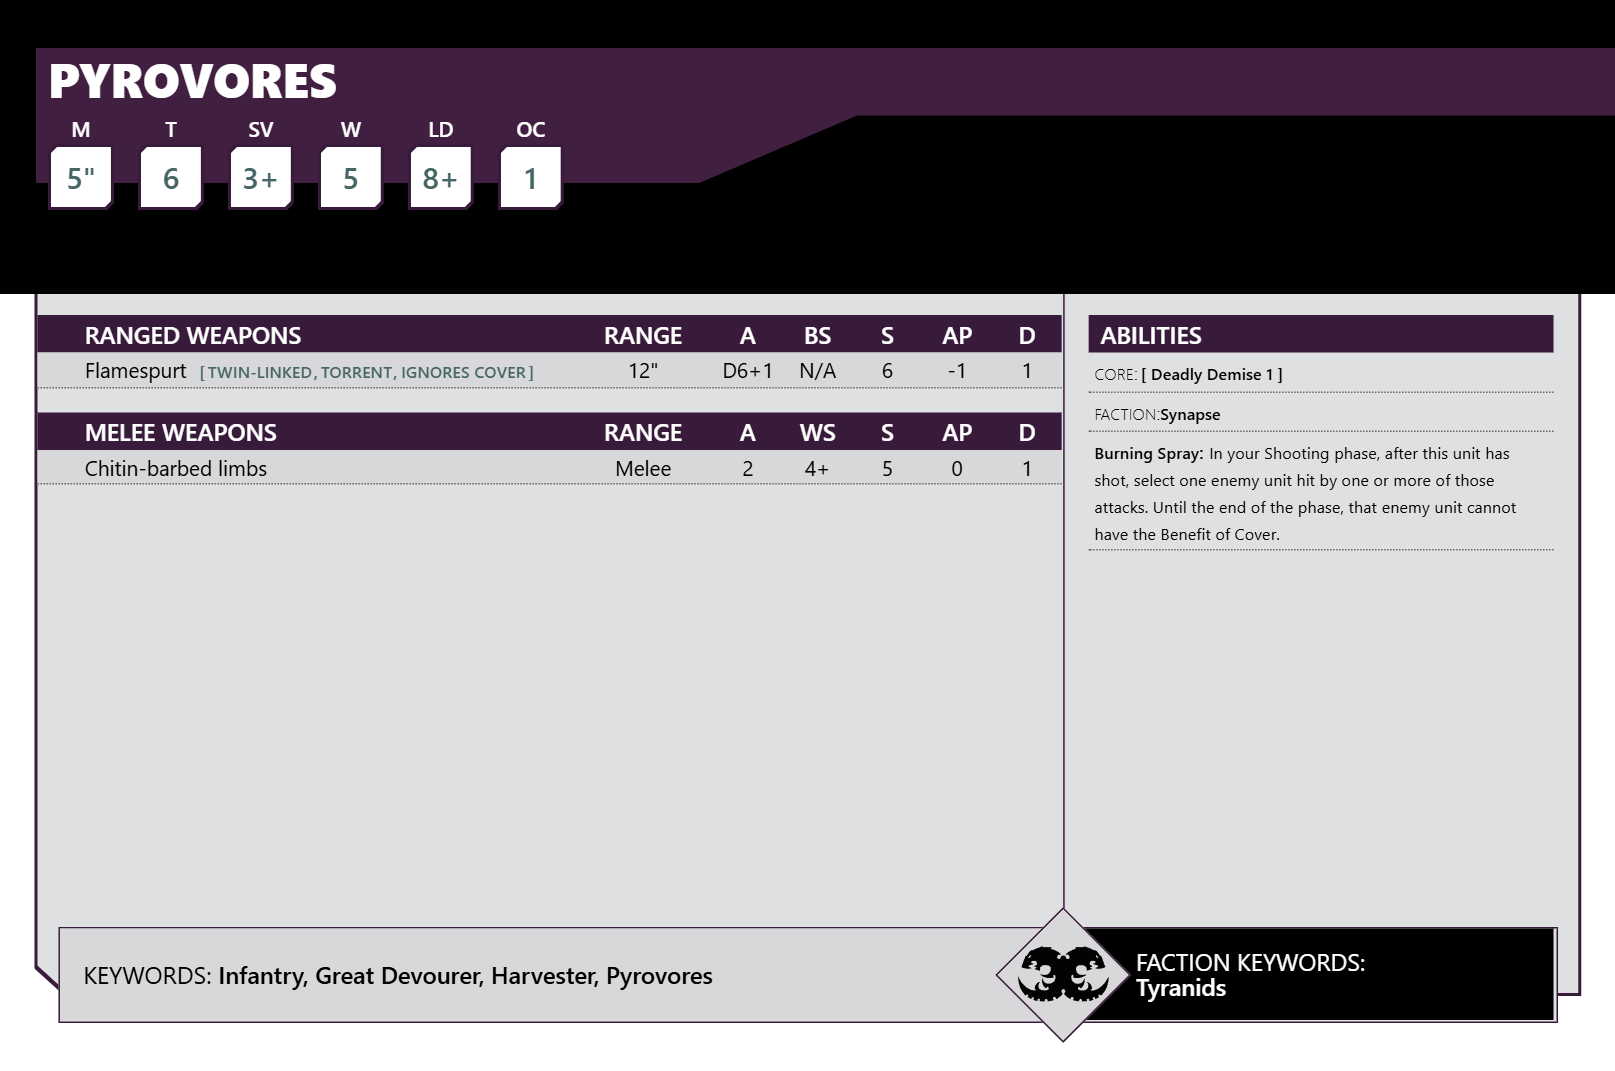 PYROVORES
M T SV W LD OC
5" 6 3+ 5 8+ 1
RANGED WEAPONS RANGE A BS S AP D
Flamespurt [TWIN-LINKED, TORRENT, IGNORES COVER] 12" D6+1 N/A 6 -1 1
MELEE WEAPONS RANGE A WS S AP D
Chitin-barbed limbs Melee 2 4+ 5 0 1
ABILITIES
CORE: [ Deadly Demise 1 ]
FACTION:Synapse
Burning Spray: In your Shooting phase, after this unit has
shot, select one enemy unit hit by one or more of those
attacks. Until the end of the phase, that enemy unit cannot
have the Benefit of Cover.
KEYWORDS: Infantry, Great Devourer, Harvester, Pyrovores
FACTION KEYWORDS:
Tyranids